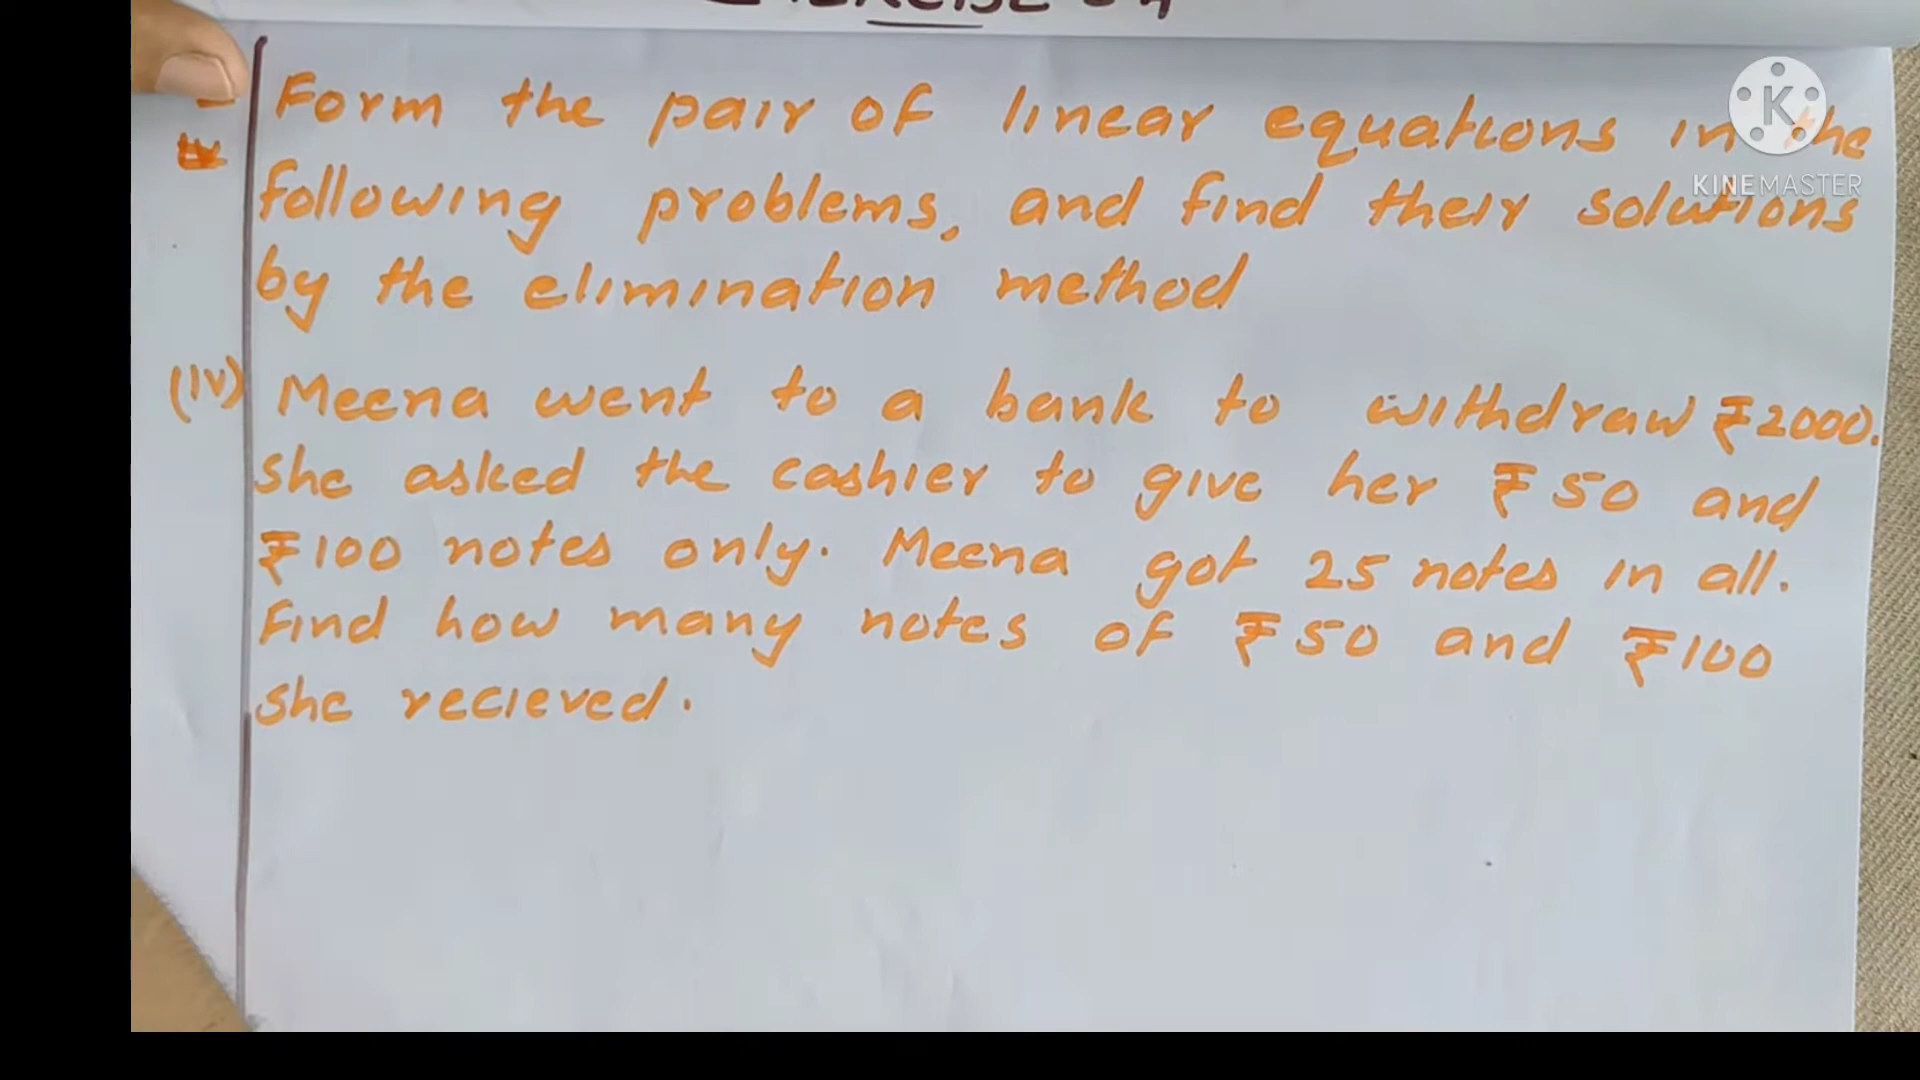 Form the pair of linear equations in the
following problems, and find their solutions
by the elimination method
(iv) Meena went to a bank to withdraw ₹2000.
She asked the cashier to give her ₹50 and
₹100 notes only. Meena got 25 notes in all.
Find how many notes of ₹50 and ₹100
she recieved.
K
KINEMASTER